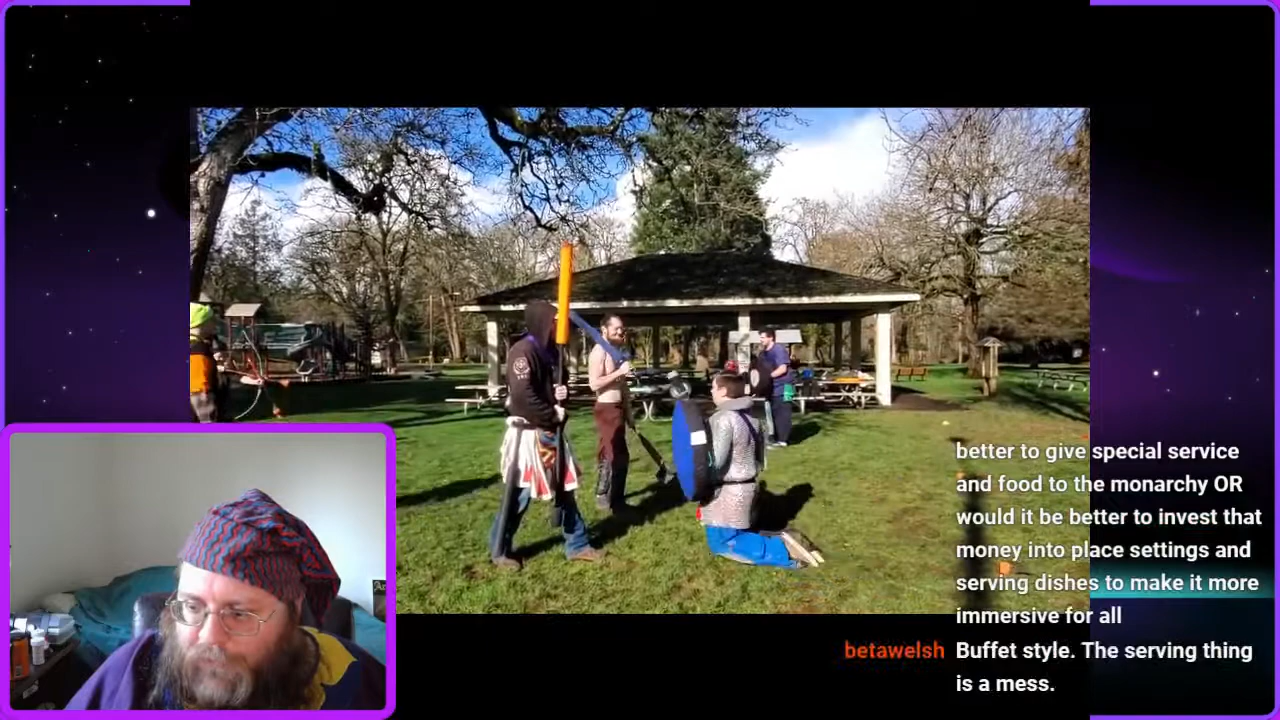 better to give special service
and food to the monarchy OR
would it be better to invest that
money into place settings and
serving dishes to make it more
immersive for all
betawelsh Buffet style. The serving thing
is a mess.